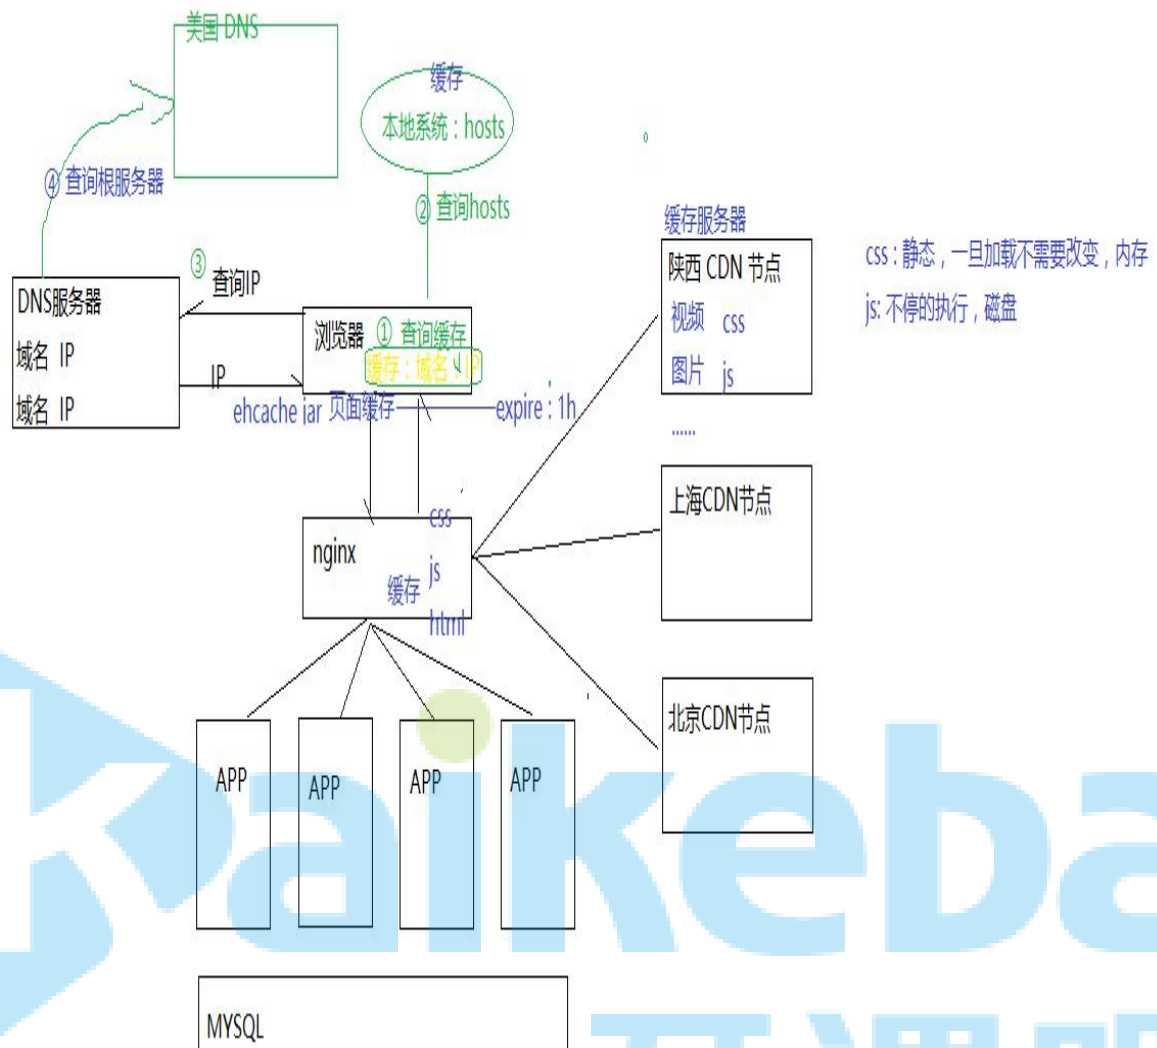 美国 DNS
缓存
本地系统：hosts
④ 查询根服务器
② 查询hosts
③
查询IP
DNS服务器
域名 IP
域名 IP
IP
浏览器 ① 查询缓存
缓存：域名：IP
ehcache jar 页面缓存
expire：1h
缓存服务器
陕西 CDN 节点
视频 css
图片 js
......
css：静态，一旦加载不需要改变，内存
js: 不停的执行，磁盘
上海CDN节点
北京CDN节点
nginx
缓存
css
js
html
APP
APP
APP
APP
MYSQL
kaikeba